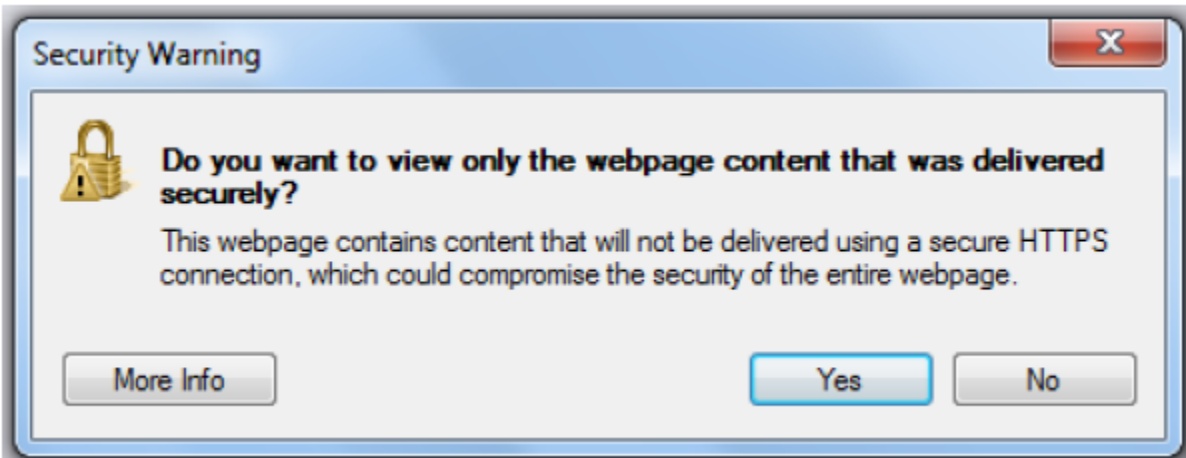 Security Warning
Do you want to view only the webpage content that was delivered
securely?
This webpage contains content that will not be delivered using a secure HTTPS
connection, which could compromise the security of the entire webpage.
More Info
Yes
No